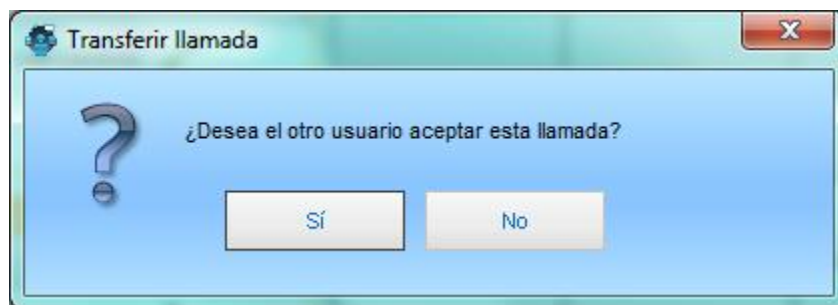 Transferir llamada
¿Desea el otro usuario aceptar esta llamada?
Sí
No